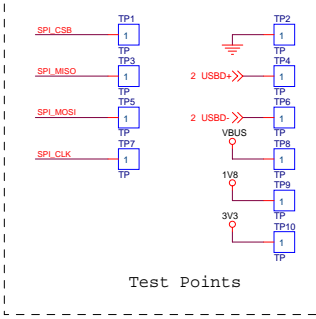 TP1
SPI_CSB
1
TP
TP2
1
TP
TP3
SPI_MISO
1
TP
TP4
2 USBD+
1
TP
TP5
SPI_MOSI
1
TP
TP6
2 USBD-
1
TP
TP7
SPI_CLK
1
TP
VBUS
TP8
1
TP
1V8
TP9
1
TP
3V3
TP10
1
TP
Test Points